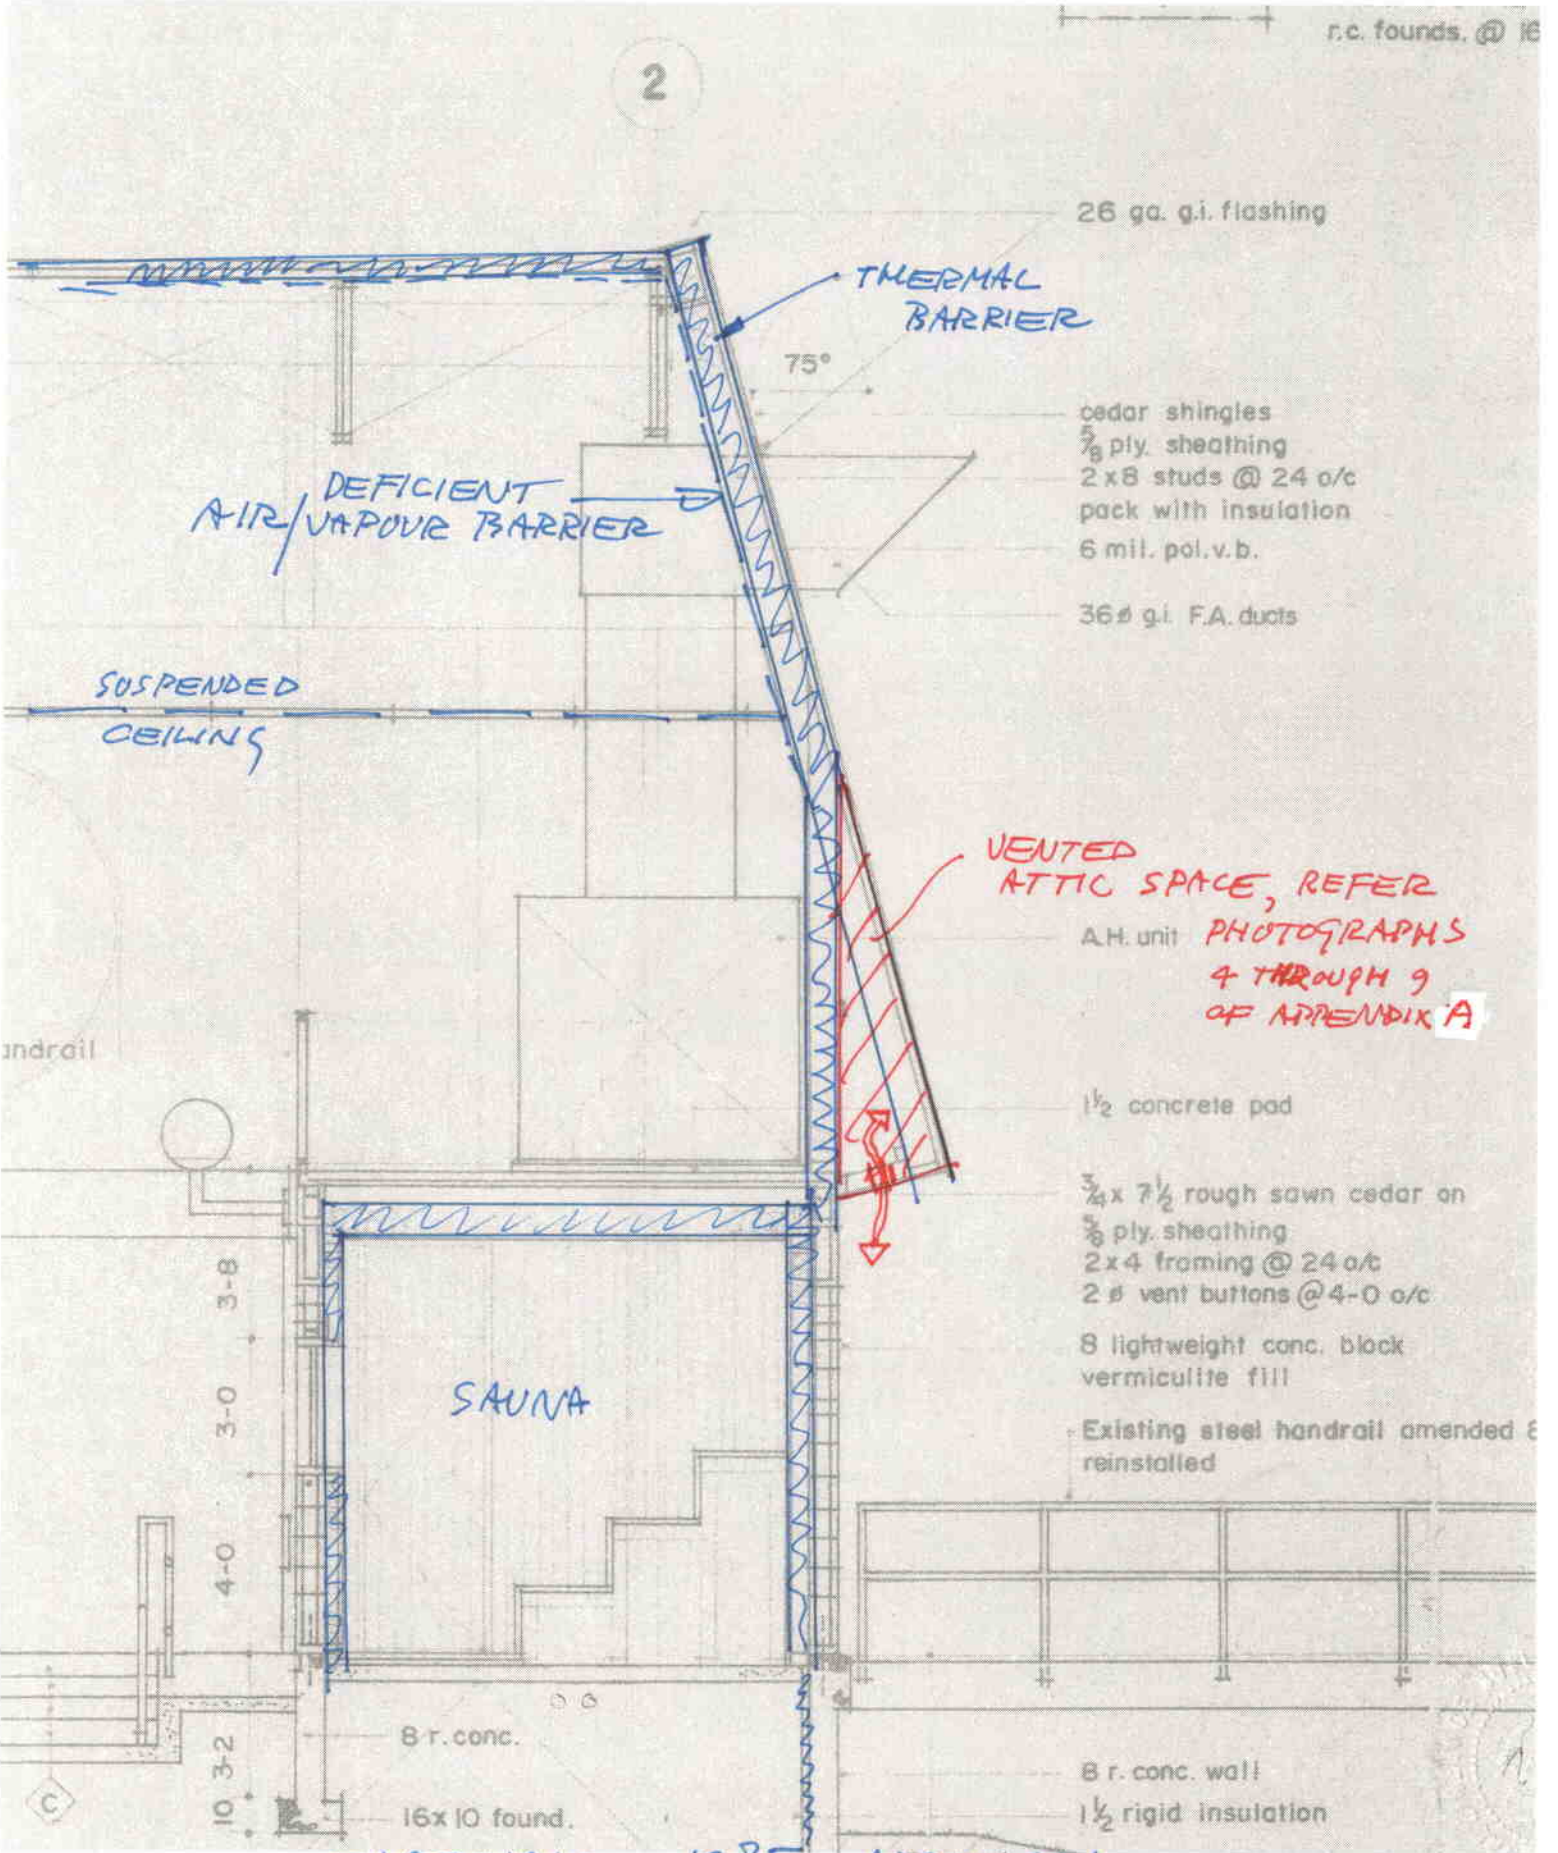 r.c. founds. @ 16
2
26 ga. g.i. flashing
THERMAL
BARRIER
75°
cedar shingles
5/8 ply. sheathing
2x8 studs @ 24 o/c
pack with insulation
6 mil. pol. v.b.
DEFICIENT
AIR/VAPOUR BARRIER
36ø g.i. F.A. ducts
SUSPENDED
CEILING
VENTED
ATTIC SPACE, REFER
A.H. unit PHOTOGRAPHS
4 THROUGH 9
OF APPENDIX A
andrail
1½ concrete pad
¾ x 7½ rough sawn cedar on
5/8 ply. sheathing
2x4 framing @ 24 o/c
2 ø vent buttons @ 4-0 o/c
3-8
8 lightweight conc. block
vermiculite fill
3-0
SAUNA
Existing steel handrail amended &
reinstalled
4-0
8 r. conc.
3-2
8 r. conc. wall
C
10
16x10 found.
1½ rigid insulation